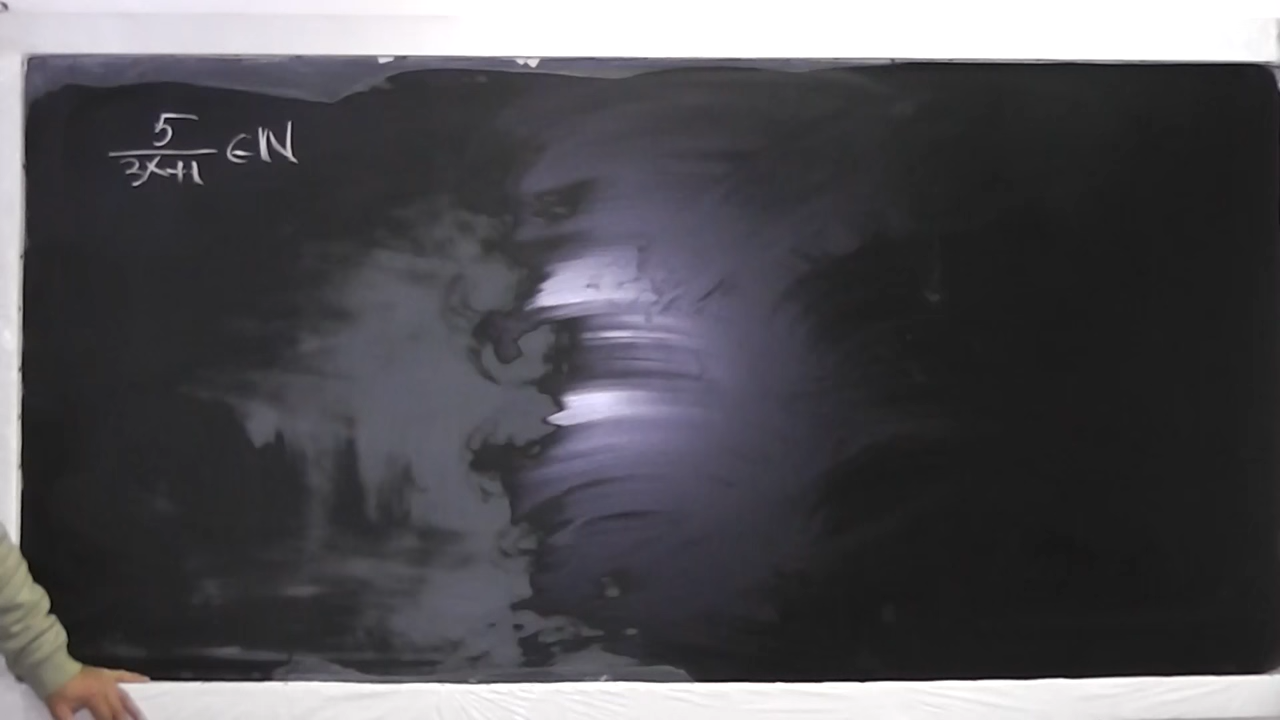 5/(3x+1) ∈ ℕ